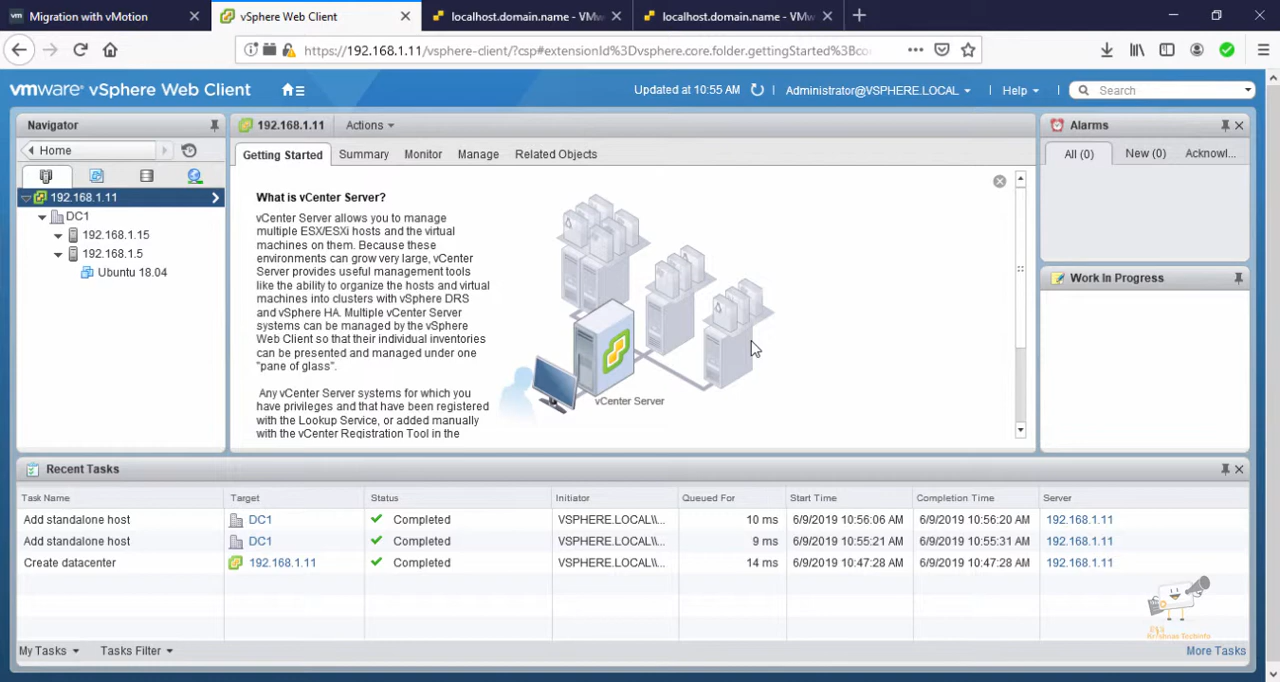 vm Migration with vMotion
vSphere Web Client
localhost.domain.name - VMw
localhost.domain.name - VMw
https://192.168.1.11/vsphere-client/?csp#extensionId%3Dvsphere.core.folder.gettingStarted%3Bco
vmware® vSphere Web Client
Updated at 10:55 AM
Administrator@VSPHERE.LOCAL
Help
Search
Navigator
Home
192.168.1.11
DC1
192.168.1.15
192.168.1.5
Ubuntu 18.04
192.168.1.11 Actions
Getting Started Summary Monitor Manage Related Objects
What is vCenter Server?
vCenter Server allows you to manage
multiple ESX/ESXi hosts and the virtual
machines on them. Because these
environments can grow very large, vCenter
Server provides useful management tools
like the ability to organize the hosts and virtual
machines into clusters with vSphere DRS
and vSphere HA. Multiple vCenter Server
systems can be managed by the vSphere
Web Client so that their individual inventories
can be presented and managed under one
"pane of glass".
Any vCenter Server systems for which you
have privileges and that have been registered
with the Lookup Service, or added manually
with the vCenter Registration Tool in the
vCenter Server
Alarms
All (0) New (0) Acknowl...
Work In Progress
Recent Tasks
Task Name Target Status Initiator Queued For Start Time Completion Time Server
Add standalone host DC1 Completed VSPHERE.LOCAL\\... 10 ms 6/9/2019 10:56:06 AM 6/9/2019 10:56:20 AM 192.168.1.11
Add standalone host DC1 Completed VSPHERE.LOCAL\\... 9 ms 6/9/2019 10:55:21 AM 6/9/2019 10:55:31 AM 192.168.1.11
Create datacenter 192.168.1.11 Completed VSPHERE.LOCAL\\... 14 ms 6/9/2019 10:47:28 AM 6/9/2019 10:47:28 AM 192.168.1.11
My Tasks Tasks Filter
More Tasks